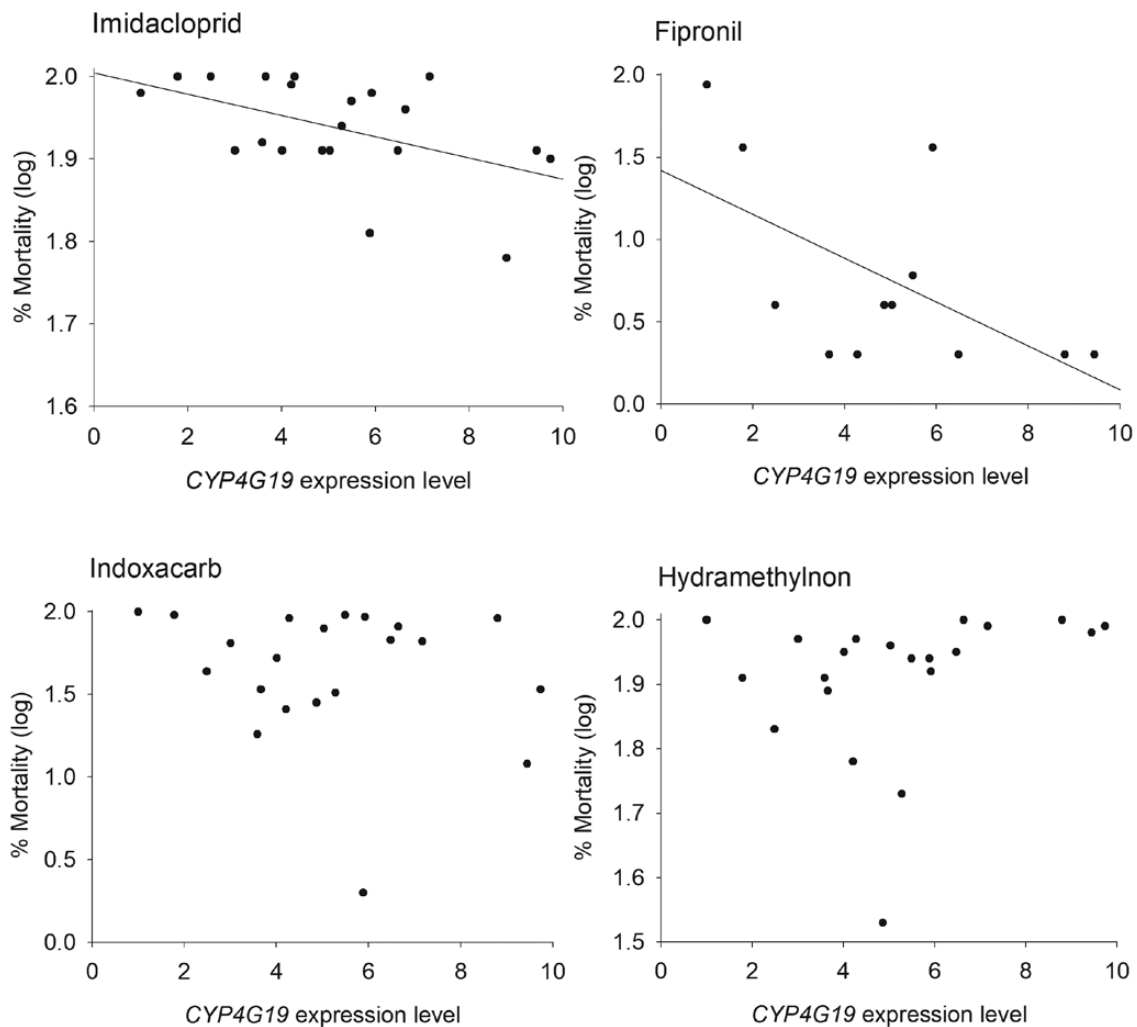 Imidacloprid
2.0
1.9
1.8
1.7
1.6
% Mortality (log)
0 2 4 6 8 10
CYP4G19 expression level
Fipronil
2.0
1.5
1.0
0.5
0.0
% Mortality (log)
0 2 4 6 8 10
CYP4G19 expression level
Indoxacarb
2.0
1.5
1.0
0.5
0.0
% Mortality (log)
0 2 4 6 8 10
CYP4G19 expression level
Hydramethylnon
2.0
1.9
1.8
1.7
1.6
1.5
% Mortality (log)
0 2 4 6 8 10
CYP4G19 expression level